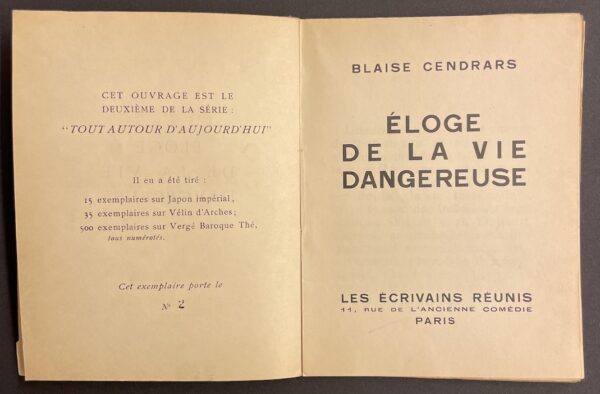 CET OUVRAGE EST LE
DEUXIÈME DE LA SÉRIE :
"TOUT AUTOUR D'AUJOURD'HUI"
Il en a été tiré :
15 exemplaires sur Japon impérial,
35 exemplaires sur Vélin d'Arches;
500 exemplaires sur Vergé Baroque Thé,
tous numérotés.
Cet exemplaire porte le
N° 2
BLAISE CENDRARS
ÉLOGE
DE LA VIE
DANGEREUSE
LES ÉCRIVAINS RÉUNIS
11, RUE DE L'ANCIENNE COMÉDIE
PARIS